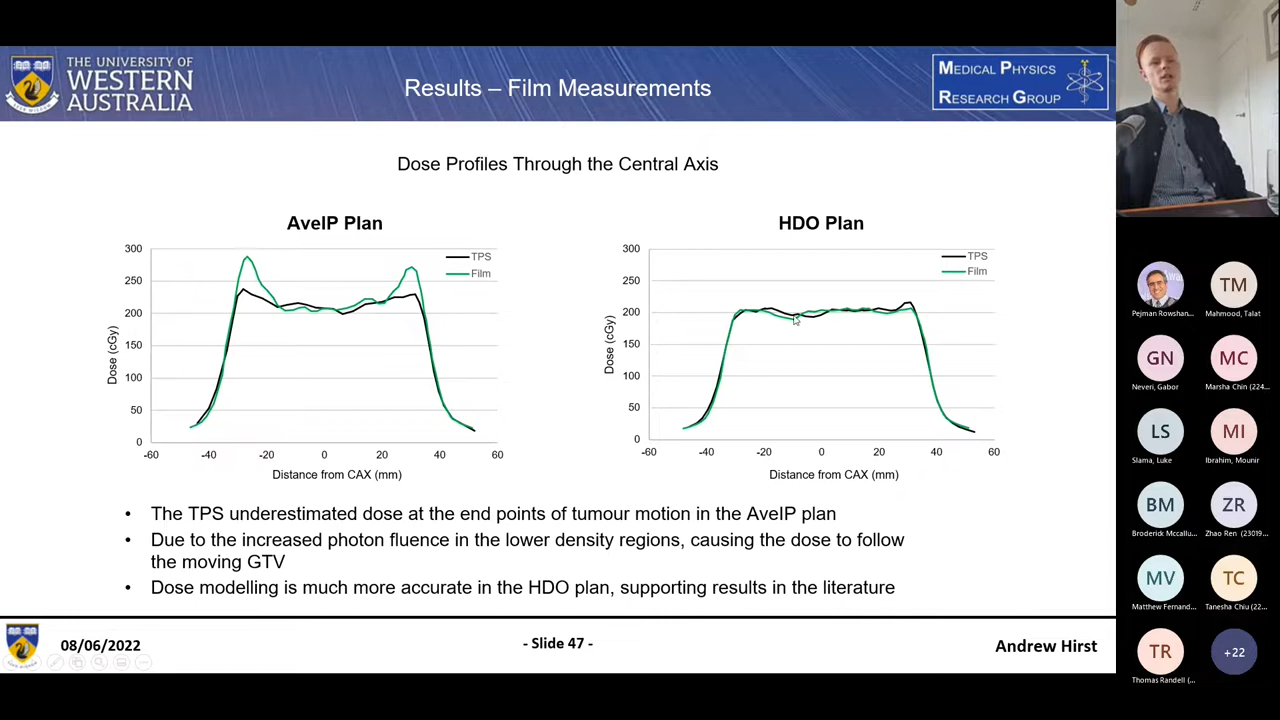 THE UNIVERSITY OF
WESTERN
AUSTRALIA
Results – Film Measurements
MEDICAL PHYSICS
RESEARCH GROUP
Dose Profiles Through the Central Axis
AveIP Plan
300
250
200
150
100
50
0
-60
-40
-20
0
20
40
60
Dose (cGy)
Distance from CAX (mm)
TPS
Film
HDO Plan
300
250
200
150
100
50
0
-60
-40
-20
0
20
40
60
Dose (cGy)
Distance from CAX (mm)
TPS
Film
• The TPS underestimated dose at the end points of tumour motion in the AveIP plan
• Due to the increased photon fluence in the lower density regions, causing the dose to follow
the moving GTV
• Dose modelling is much more accurate in the HDO plan, supporting results in the literature
08/06/2022
- Slide 47 -
Andrew Hirst
Pejman Rowshan...
TM
Mahmood, Talat
GN
Neveri, Gabor
MC
Marsha Chin (224...
LS
Slama, Luke
MI
Ibrahim, Mounir
BM
Broderick Mccallu...
ZR
Zhao Ren (23019...
MV
Matthew Fernand...
TC
Tanesha Chiu (22...
TR
Thomas Randell (...
+22